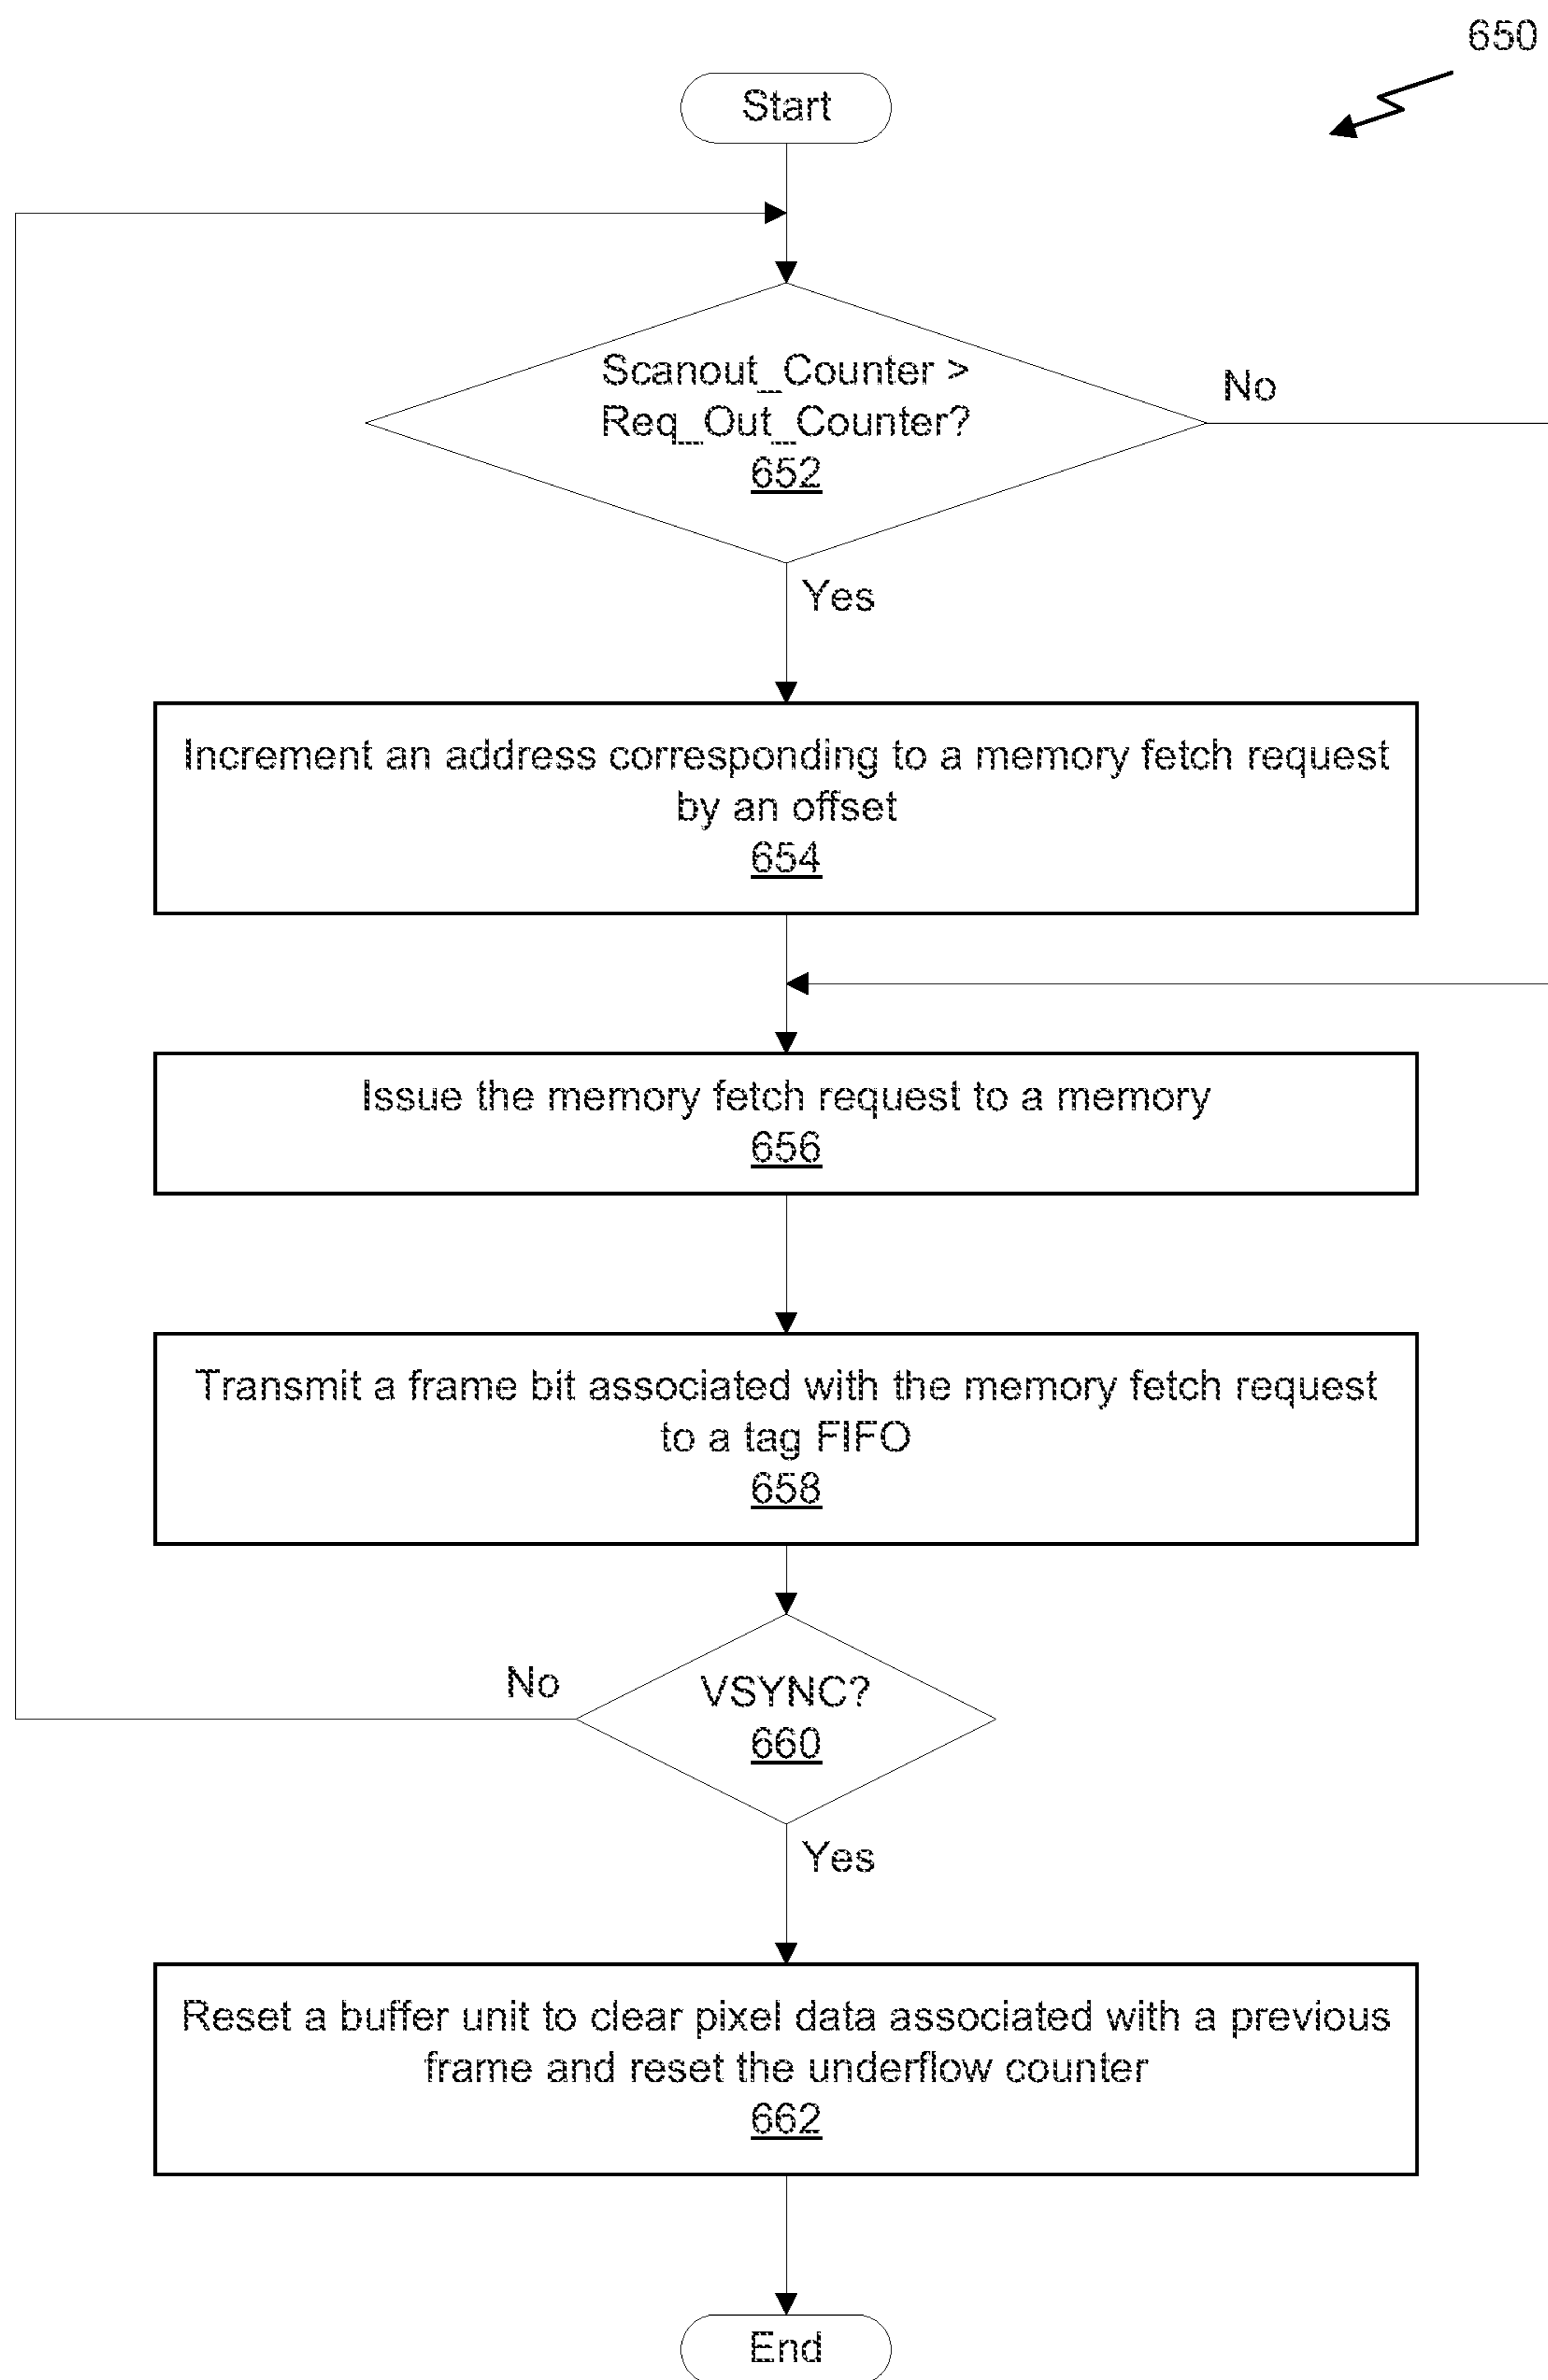 650
Start
Scanout_Counter >
Req_Out_Counter?
652
No
Yes
Increment an address corresponding to a memory fetch request
by an offset
654
Issue the memory fetch request to a memory
656
Transmit a frame bit associated with the memory fetch request
to a tag FIFO
658
No
VSYNC?
660
Yes
Reset a buffer unit to clear pixel data associated with a previous
frame and reset the underflow counter
662
End